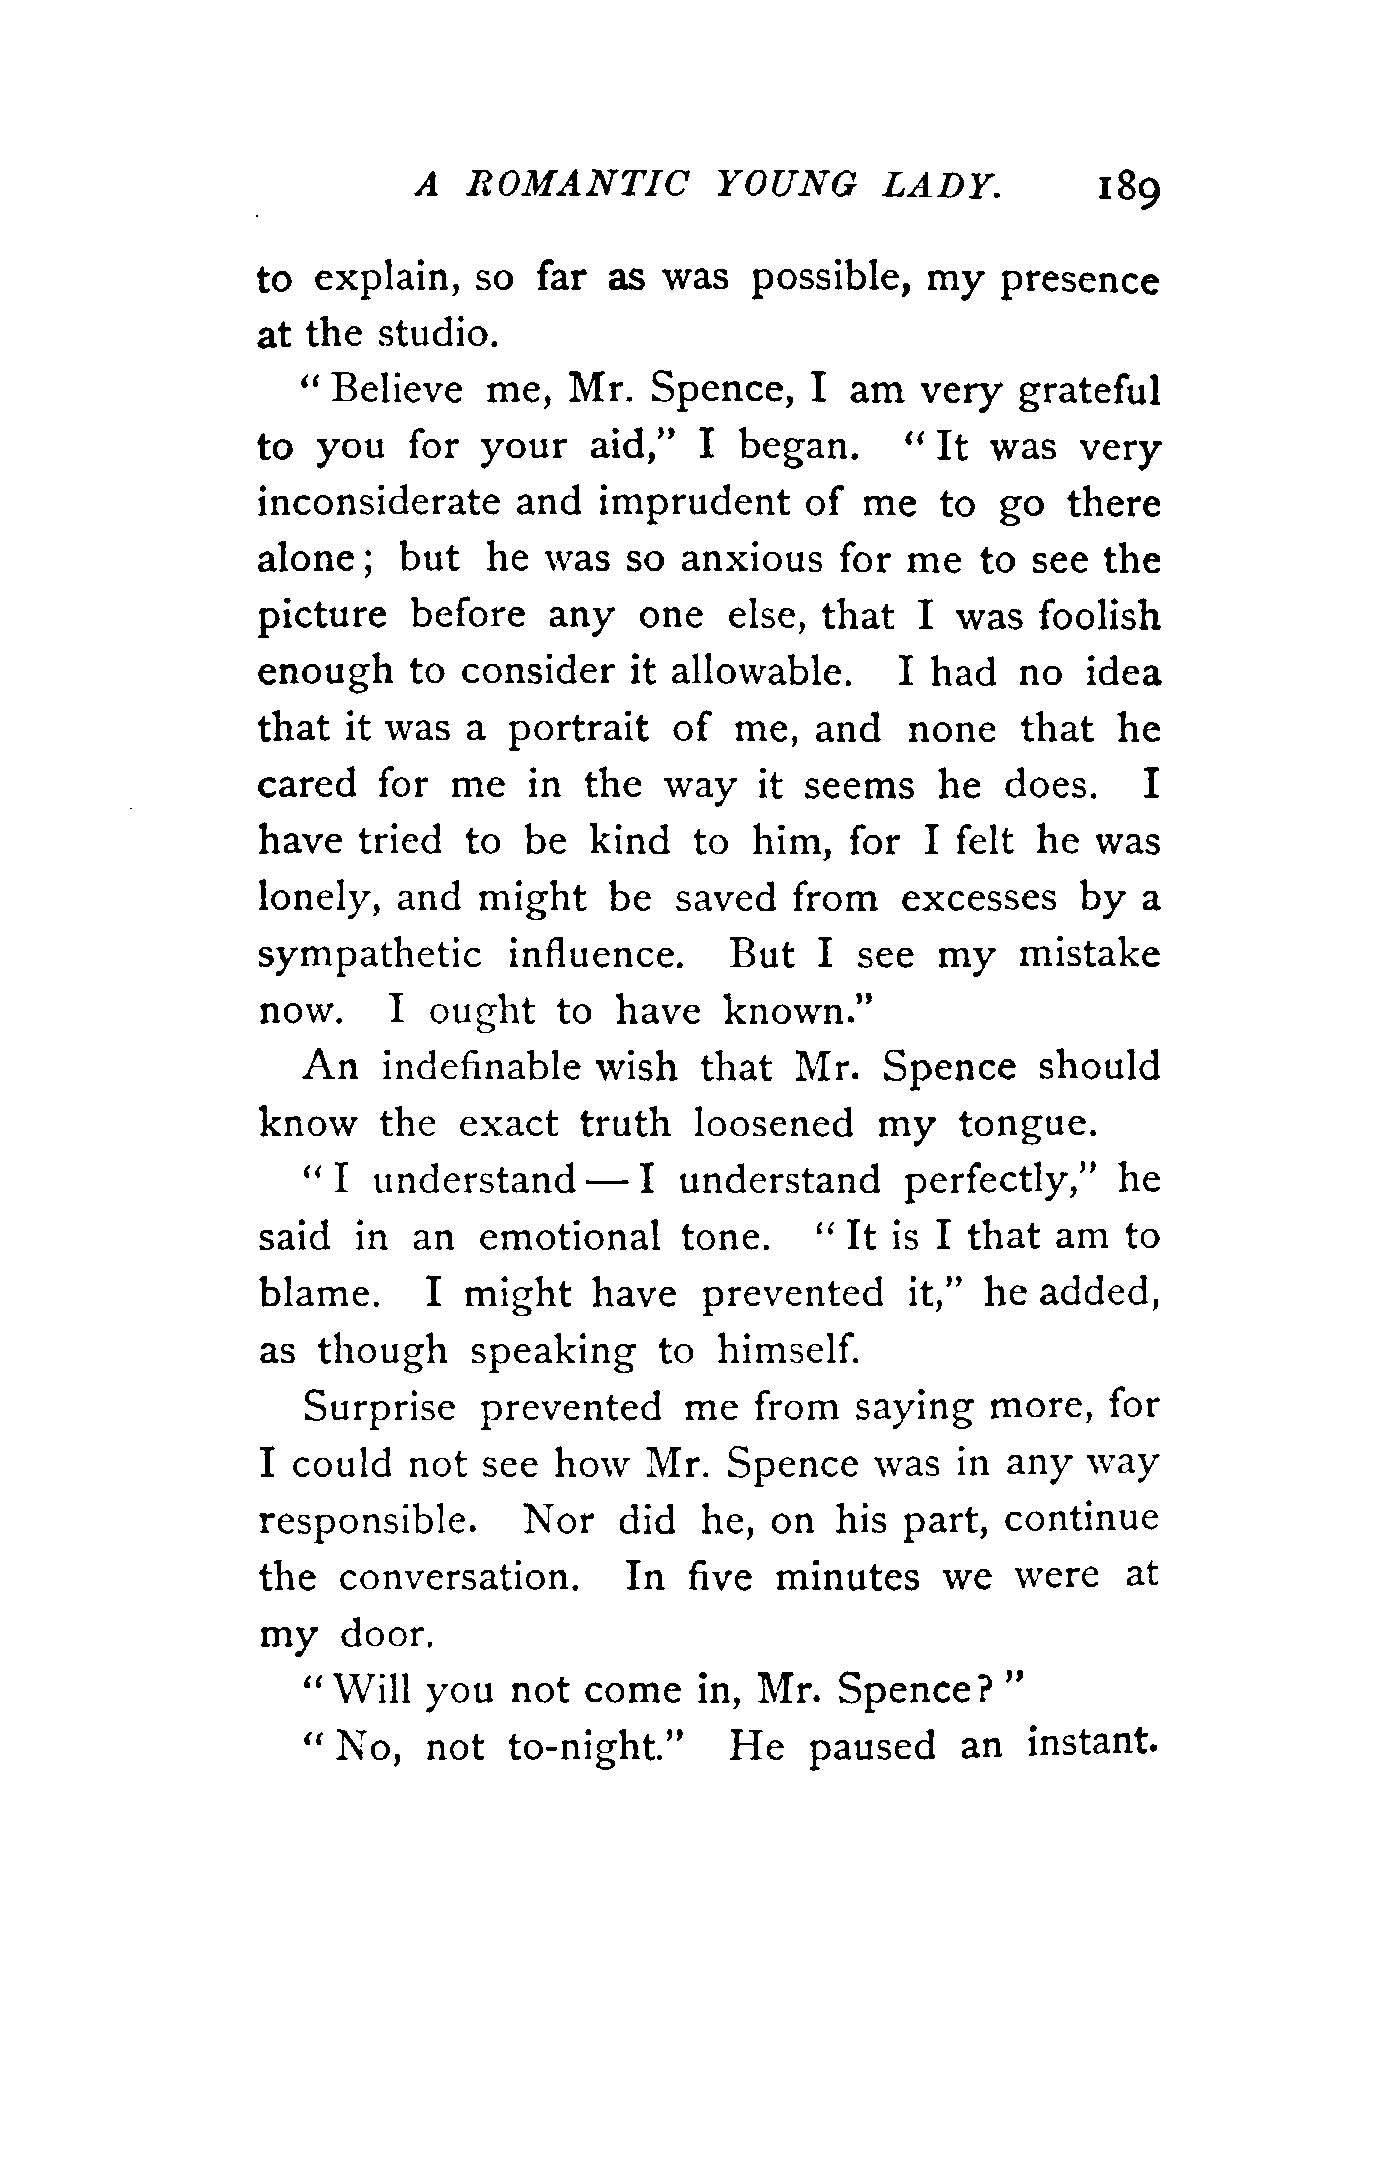 A ROMANTIC YOUNG LADY. 189
to explain, so far as was possible, my presence
at the studio.
“Believe me, Mr. Spence, I am very grateful
to you for your aid,” I began. “It was very
inconsiderate and imprudent of me to go there
alone; but he was so anxious for me to see the
picture before any one else, that I was foolish
enough to consider it allowable. I had no idea
that it was a portrait of me, and none that he
cared for me in the way it seems he does. I
have tried to be kind to him, for I felt he was
lonely, and might be saved from excesses by a
sympathetic influence. But I see my mistake
now. I ought to have known.”
An indefinable wish that Mr. Spence should
know the exact truth loosened my tongue.
“I understand — I understand perfectly,” he
said in an emotional tone. “It is I that am to
blame. I might have prevented it,” he added,
as though speaking to himself.
Surprise prevented me from saying more, for
I could not see how Mr. Spence was in any way
responsible. Nor did he, on his part, continue
the conversation. In five minutes we were at
my door.
“Will you not come in, Mr. Spence?”
“No, not to-night.” He paused an instant.